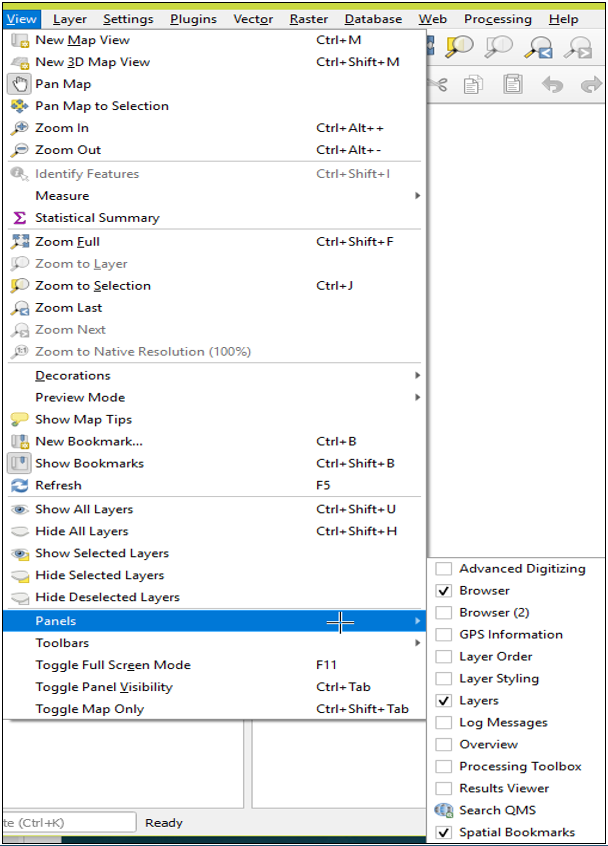 View Layer Settings Plugins Vector Raster Database Web Processing Help
New Map View Ctrl+M
New 3D Map View Ctrl+Shift+M
Pan Map
Pan Map to Selection
Zoom In Ctrl+Alt++
Zoom Out Ctrl+Alt+-
Identify Features Ctrl+Shift+I
Measure
Statistical Summary
Zoom Full Ctrl+Shift+F
Zoom to Layer
Zoom to Selection Ctrl+J
Zoom Last
Zoom Next
Zoom to Native Resolution (100%)
Decorations
Preview Mode
Show Map Tips
New Bookmark... Ctrl+B
Show Bookmarks Ctrl+Shift+B
Refresh F5
Show All Layers Ctrl+Shift+U
Hide All Layers Ctrl+Shift+H
Show Selected Layers
Hide Selected Layers
Hide Deselected Layers
Panels
Toolbars
Toggle Full Screen Mode F11
Toggle Panel Visibility Ctrl+Tab
Toggle Map Only Ctrl+Shift+Tab
Advanced Digitizing
Browser
Browser (2)
GPS Information
Layer Order
Layer Styling
Layers
Log Messages
Overview
Processing Toolbox
Results Viewer
Search QMS
Spatial Bookmarks
te (Ctrl+K) Ready